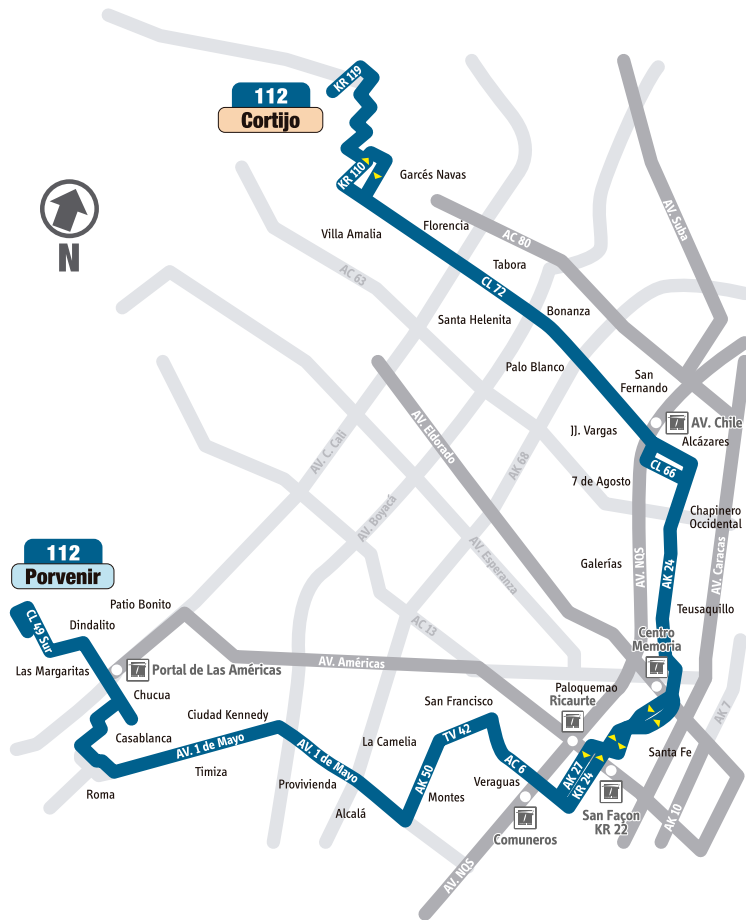 KR 119
112
Cortijo
KR 110
Garcés Navas
AV. Suba
N
Villa Amalia
Florencia
AC 80
AC 63
Tabora
CL 72
Santa Helenita
Bonanza
Palo Blanco
San
Fernando
AV. Eldorado
AV. Chile
JJ. Vargas
Alcázares
AV. C. Cali
AK 68
CL 66
7 de Agosto
AV. Boyacá
Chapinero
Occidental
112
Porvenir
AV. Esperanza
Galerías
AV. NQS
AK 24
AV. Caracas
Patio Bonito
CL 49 Sur
Dindalito
AC 13
Teusaquillo
Centro
Memoria
Las Margaritas
Portal de Las Américas
AV. Américas
Chucua
San Francisco
Paloquemao
Ricaurte
AK 7
Ciudad Kennedy
Casablanca
AV. 1 de Mayo
La Camelia
TV 42
AC 6
Santa Fe
Timiza
AV. 1 de Mayo
AK 50
Veraguas
AK 27
KR 24
Roma
Provivienda
Montes
Alcalá
San Façon
KR 22
AK 10
Comuneros
AV. NQS